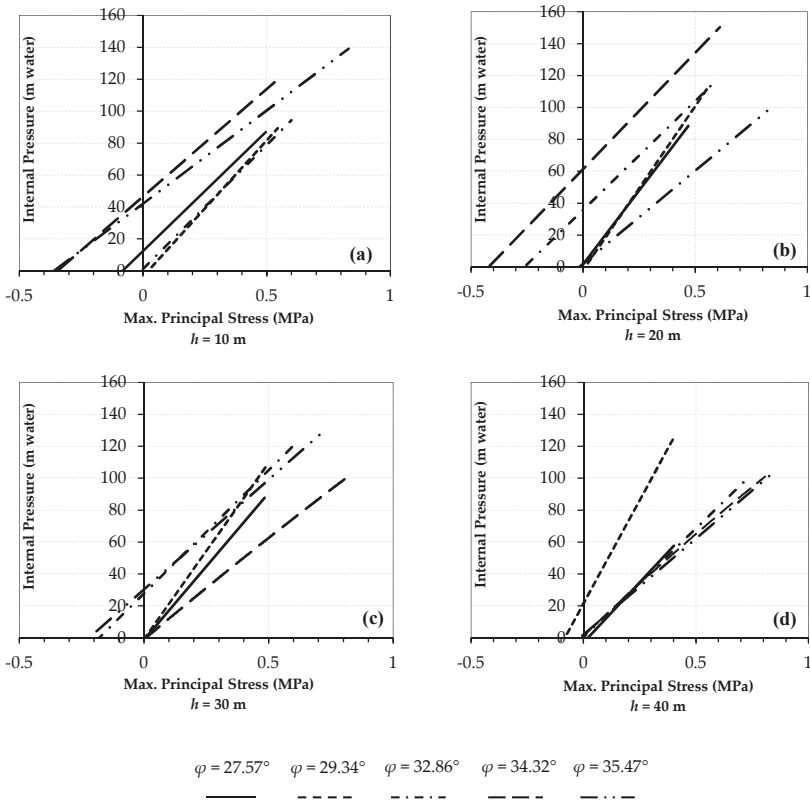 160
140
120
100
80
60
40
20
0
-0.5 0 0.5 1
Internal Pressure (m water)
(a)
Max. Principal Stress (MPa)
h = 10 m
160
140
120
100
80
60
40
20
0
-0.5 0 0.5 1
Internal Pressure (m water)
(b)
Max. Principal Stress (MPa)
h = 20 m
160
140
120
100
80
60
40
20
0
-0.5 0 0.5 1
Internal Pressure (m water)
(c)
Max. Principal Stress (MPa)
h = 30 m
160
140
120
100
80
60
40
20
0
-0.5 0 0.5 1
Internal Pressure (m water)
(d)
Max. Principal Stress (MPa)
h = 40 m
φ = 27.57° φ = 29.34° φ = 32.86° φ = 34.32° φ = 35.47°